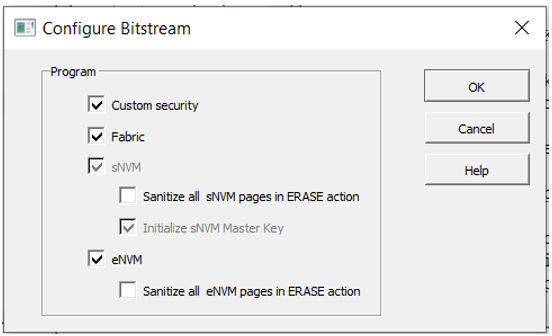 Configure Bitstream
Program
Custom security
Fabric
sNVM
Sanitize all sNVM pages in ERASE action
Initialize sNVM Master Key
eNVM
Sanitize all eNVM pages in ERASE action
OK
Cancel
Help